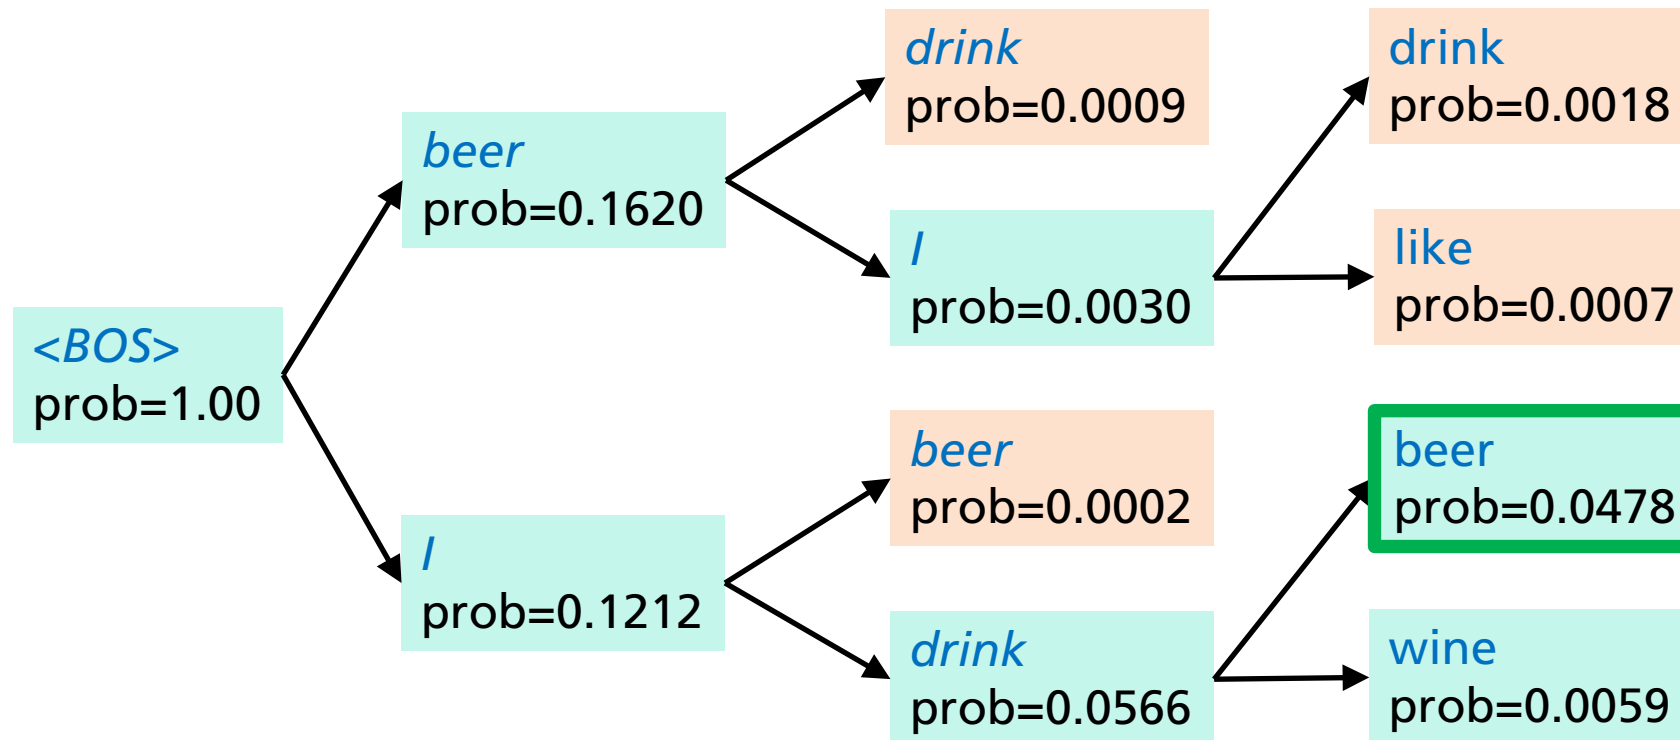 <BOS>
prob=1.00
beer
prob=0.1620
I
prob=0.1212
drink
prob=0.0009
I
prob=0.0030
beer
prob=0.0002
drink
prob=0.0566
drink
prob=0.0018
like
prob=0.0007
beer
prob=0.0478
wine
prob=0.0059